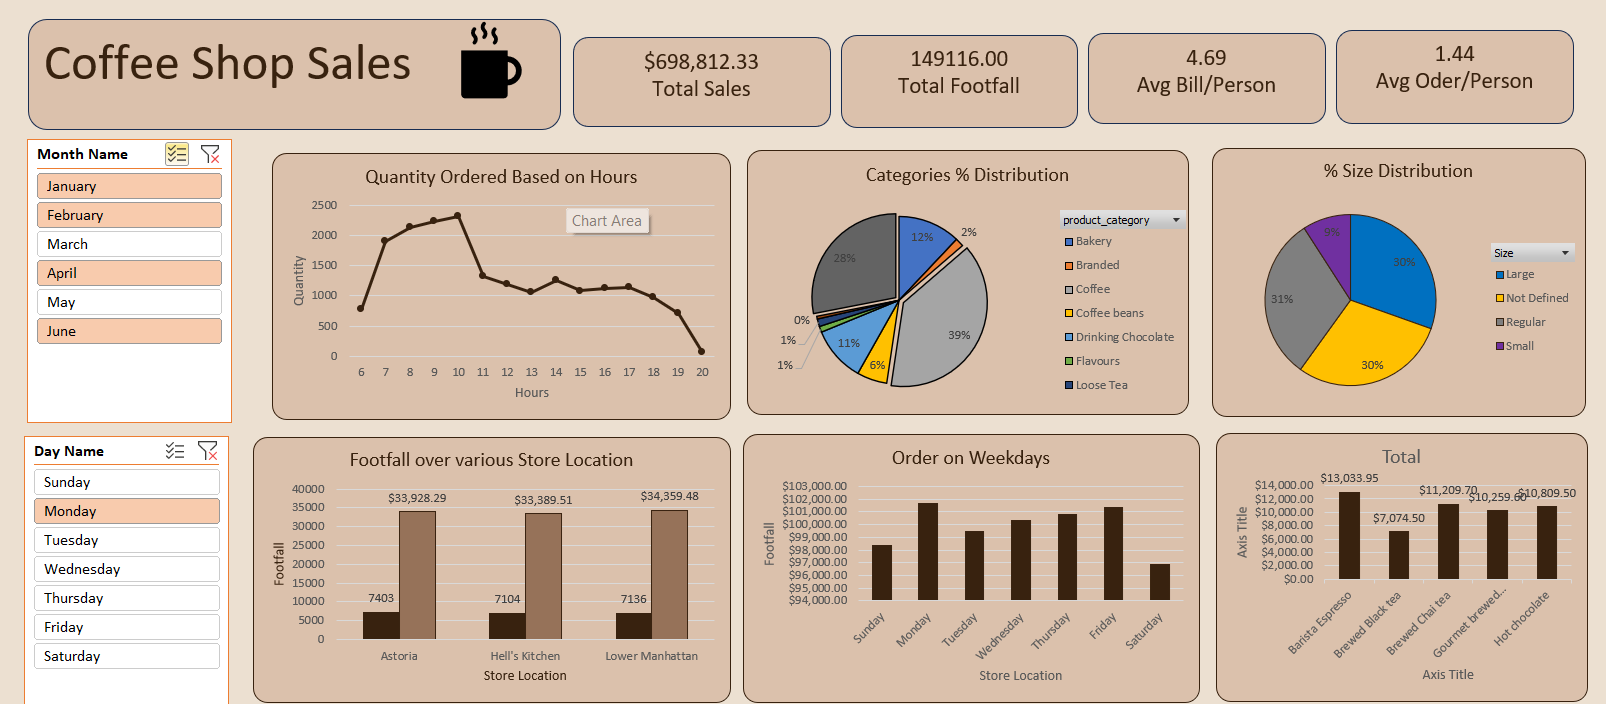 Coffee Shop Sales
$698,812.33
Total Sales
149116.00
Total Footfall
4.69
Avg Bill/Person
1.44
Avg Oder/Person
Month Name
January
February
March
April
May
June
Quantity Ordered Based on Hours
Chart Area
Quantity
2500
2000
1500
1000
500
0
6 7 8 9 10 11 12 13 14 15 16 17 18 19 20
Hours
Categories % Distribution
12%
2%
39%
6%
11%
1%
1%
0%
28%
product_category
Bakery
Branded
Coffee
Coffee beans
Drinking Chocolate
Flavours
Loose Tea
% Size Distribution
30%
30%
31%
9%
Size
Large
Not Defined
Regular
Small
Day Name
Sunday
Monday
Tuesday
Wednesday
Thursday
Friday
Saturday
Footfall over various Store Location
Footfall
40000
35000
30000
25000
20000
15000
10000
5000
0
$33,928.29
$33,389.51
$34,359.48
7403
7104
7136
Astoria
Hell's Kitchen
Lower Manhattan
Store Location
Order on Weekdays
Footfall
$103,000.00
$102,000.00
$101,000.00
$100,000.00
$99,000.00
$98,000.00
$97,000.00
$96,000.00
$95,000.00
$94,000.00
Sunday
Monday
Tuesday
Wednesday
Thursday
Friday
Saturday
Store Location
Total
Axis Title
$14,000.00
$12,000.00
$10,000.00
$8,000.00
$6,000.00
$4,000.00
$2,000.00
$0.00
$13,033.95
$7,074.50
$11,209.70
$10,259.60
$10,809.50
Barista Espresso
Brewed Black tea
Brewed Chai tea
Gourmet brewed...
Hot chocolate
Axis Title